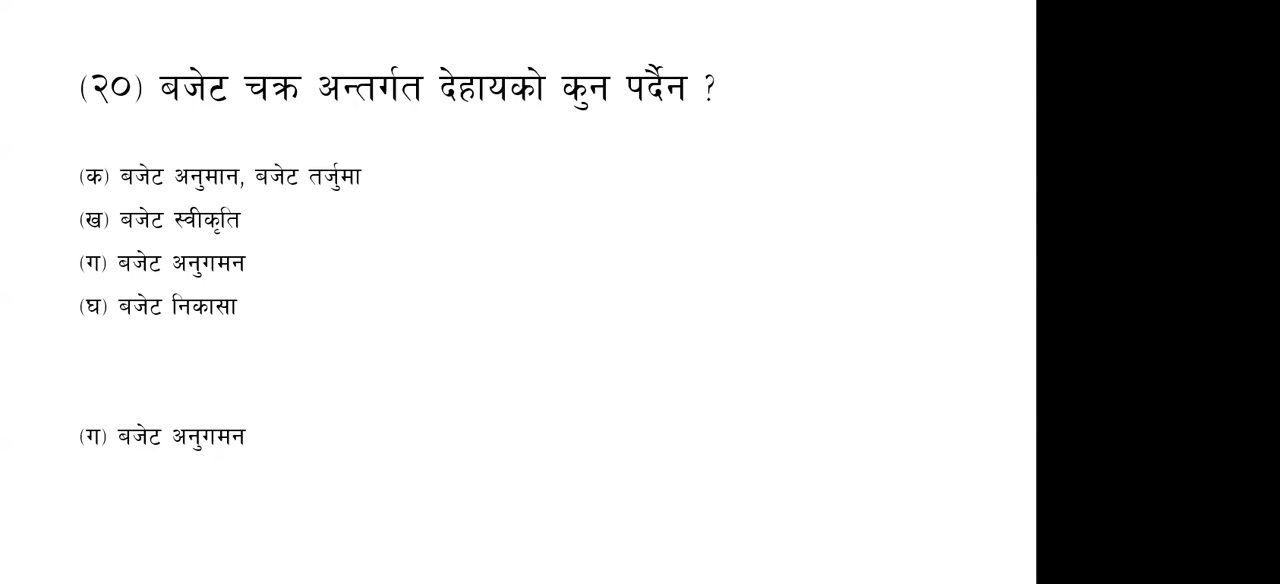 (२०) बजेट चक्र अन्तर्गत देहायको कुन पर्दैन ?
(क) बजेट अनुमान, बजेट तर्जुमा
(ख) बजेट स्वीकृति
(ग) बजेट अनुगमन
(घ) बजेट निकासा
(ग) बजेट अनुगमन